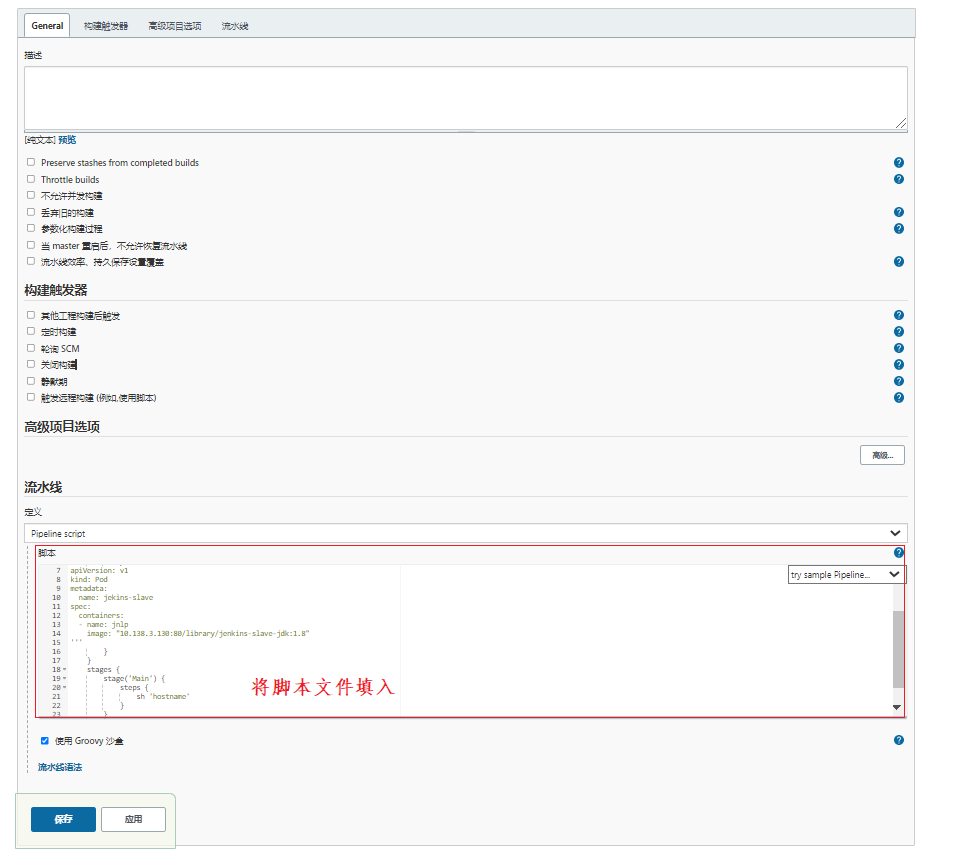 General 构建触发器 高级项目选项 流水线
描述
[纯文本] 预览
Preserve stashes from completed builds
Throttle builds
不允许并发构建
丢弃旧的构建
参数化构建过程
当 master 重启后，不允许恢复流水线
流水线效率、持久保存设置覆盖
构建触发器
其他工程构建后触发
定时构建
轮询 SCM
关闭构建
静默期
触发远程构建 (例如,使用脚本)
高级项目选项
高级...
流水线
定义
Pipeline script
脚本
try sample Pipeline...
7 apiVersion: v1
8 kind: Pod
9 metadata:
10 name: jekins-slave
11 spec:
12 containers:
13 - name: jnlp
14 image: "10.138.3.130:80/library/jenkins-slave-jdk:1.8"
15 '''
16 }
17 }
18 stages {
19 stage('Main') {
20 steps {
21 sh 'hostname'
22 }
23 }
将脚本文件填入
使用 Groovy 沙盒
流水线语法
保存 应用